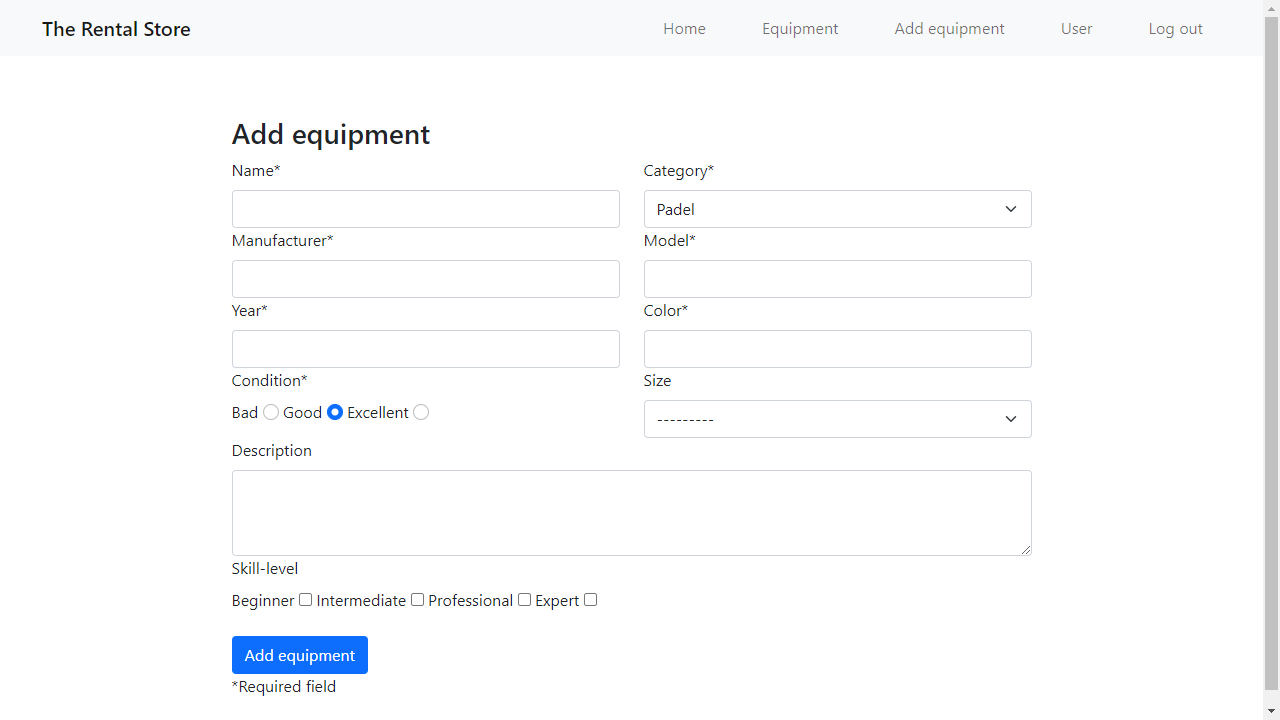 The Rental Store Home Equipment Add equipment User Log out
Add equipment
Name* Category*
Padel
Manufacturer* Model*
Year* Color*
Condition* Size
Bad Good Excellent ---------
Description
Skill-level
Beginner Intermediate Professional Expert
Add equipment
*Required field